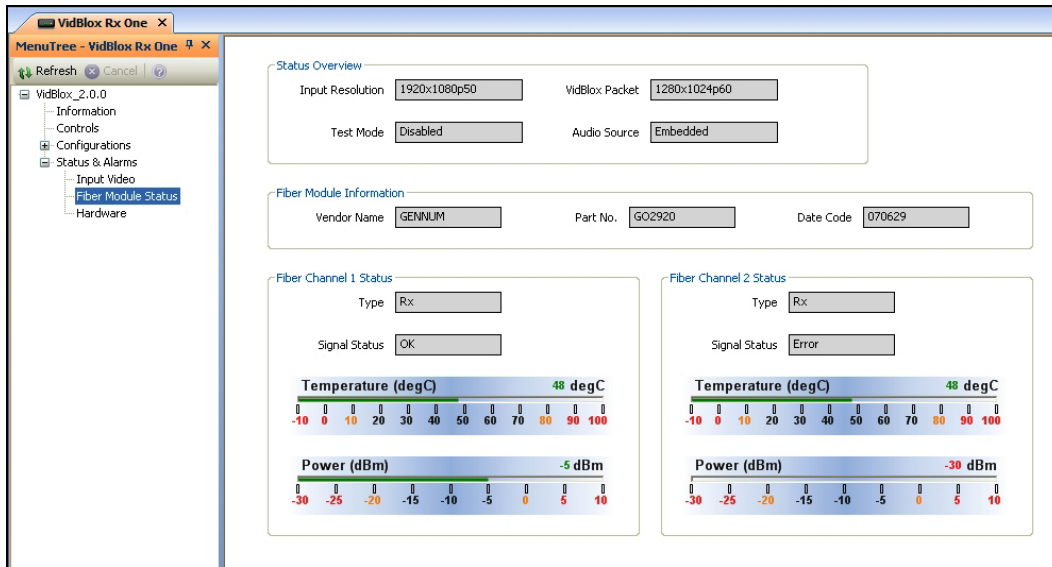 VidBlox Rx One X
MenuTree - VidBlox Rx One
Refresh Cancel
VidBlox_2.0.0
Information
Controls
Configurations
Status & Alarms
Input Video
Fiber Module Status
Hardware
Status Overview
Input Resolution 1920x1080p50 VidBlox Packet 1280x1024p60
Test Mode Disabled Audio Source Embedded
Fiber Module Information
Vendor Name GENNUM Part No. GO2920 Date Code 070629
Fiber Channel 1 Status
Type Rx
Signal Status OK
Temperature (degC) 48 degC
-10 0 10 20 30 40 50 60 70 80 90 100
Power (dBm) -5 dBm
-30 -25 -20 -15 -10 -5 0 5 10
Fiber Channel 2 Status
Type Rx
Signal Status Error
Temperature (degC) 48 degC
-10 0 10 20 30 40 50 60 70 80 90 100
Power (dBm) -30 dBm
-30 -25 -20 -15 -10 -5 0 5 10